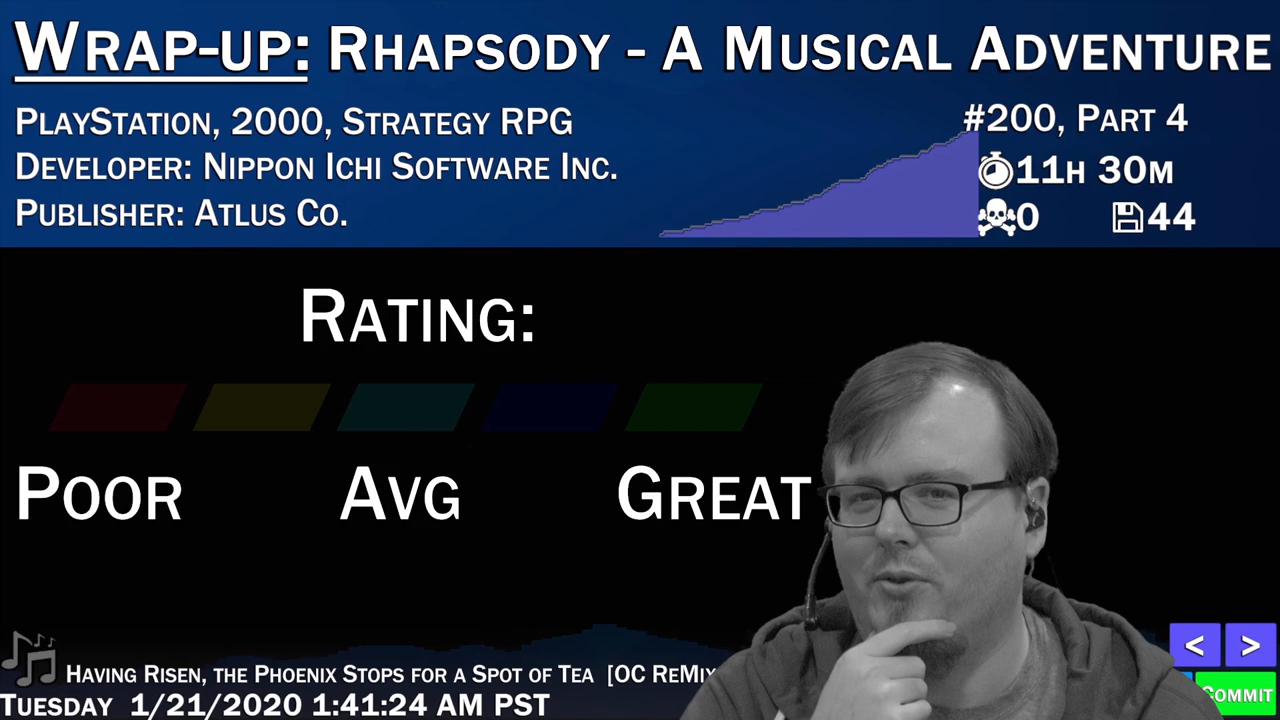 Wrap-up: Rhapsody - A Musical Adventure
PlayStation, 2000, Strategy RPG
#200, Part 4
Developer: Nippon Ichi Software Inc.
11h 30m
Publisher: Atlus Co.
0 44
Rating:
Poor Avg Great
Having Risen, the Phoenix Stops for a Spot of Tea [OC ReMix
< >
Tuesday 1/21/2020 1:41:24 AM PST
Commit